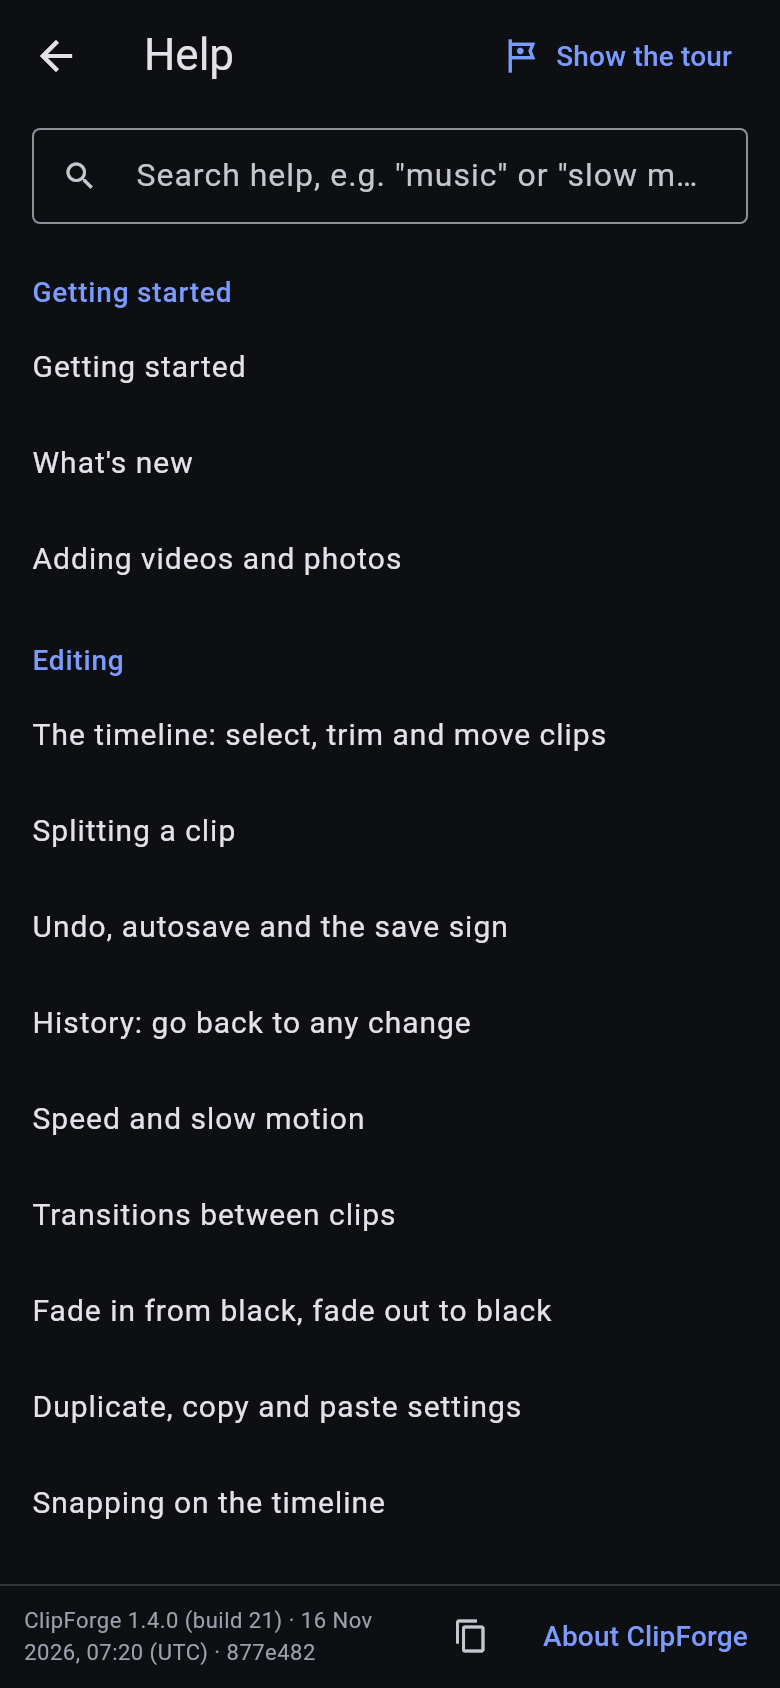 Help
Show the tour
Search help, e.g. "music" or "slow m…
Getting started
Getting started
What's new
Adding videos and photos
Editing
The timeline: select, trim and move clips
Splitting a clip
Undo, autosave and the save sign
History: go back to any change
Speed and slow motion
Transitions between clips
Fade in from black, fade out to black
Duplicate, copy and paste settings
Snapping on the timeline
ClipForge 1.4.0 (build 21) · 16 Nov
2026, 07:20 (UTC) · 877e482
About ClipForge